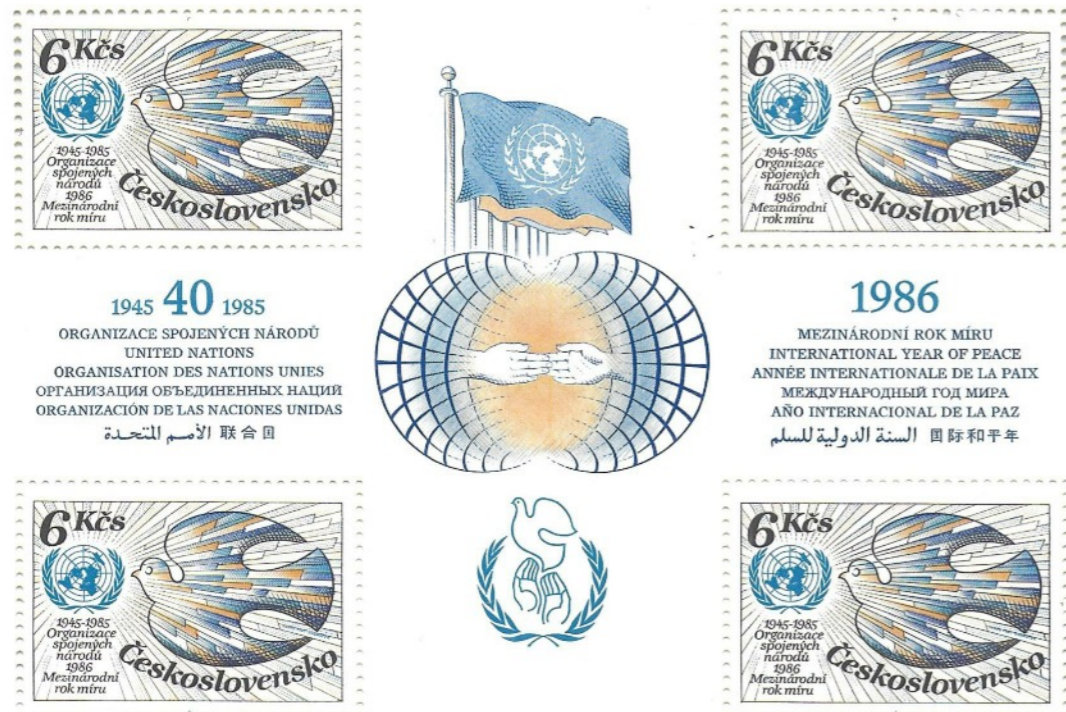 6 Kčs
1945-1985
Organizace
spojených
národů
1986
Mezinárodní
rok míru
Československo
6 Kčs
1945-1985
Organizace
spojených
národů
1986
Mezinárodní
rok míru
Československo
1945 40 1985
ORGANIZACE SPOJENÝCH NÁRODŮ
UNITED NATIONS
ORGANISATION DES NATIONS UNIES
ОРГАНИЗАЦИЯ ОБЪЕДИНЕННЫХ НАЦИЙ
ORGANIZACIÓN DE LAS NACIONES UNIDAS
الأمم المتحدة 联合国
1986
MEZINÁRODNÍ ROK MÍRU
INTERNATIONAL YEAR OF PEACE
ANNÉE INTERNATIONALE DE LA PAIX
МЕЖДУНАРОДНЫЙ ГОД МИРА
AÑO INTERNACIONAL DE LA PAZ
السنة الدولية للسلم 国际和平年
6 Kčs
1945-1985
Organizace
spojených
národů
1986
Mezinárodní
rok míru
Československo
6 Kčs
1945-1985
Organizace
spojených
národů
1986
Mezinárodní
rok míru
Československo